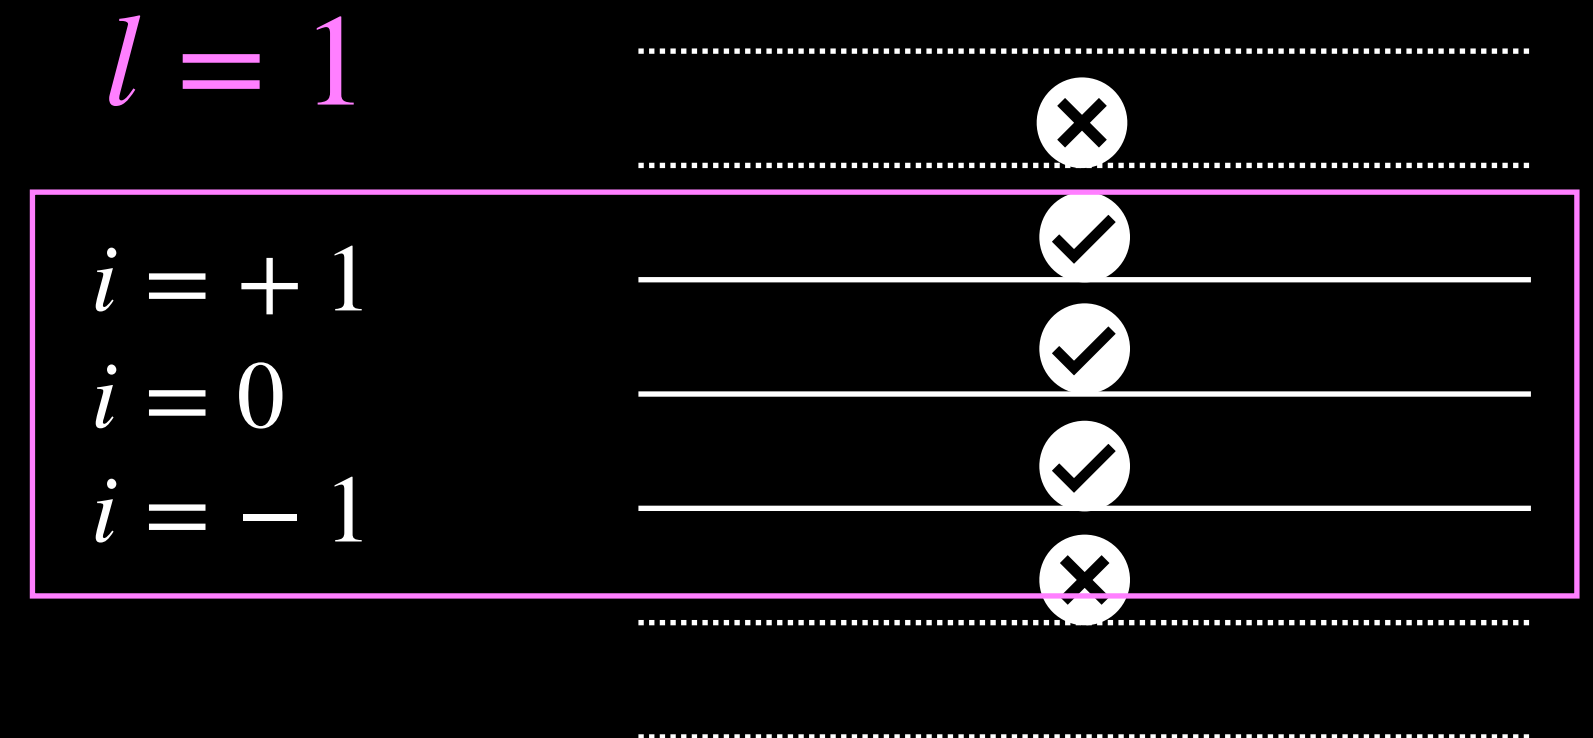 l = 1
i = + 1
i = 0
i = − 1